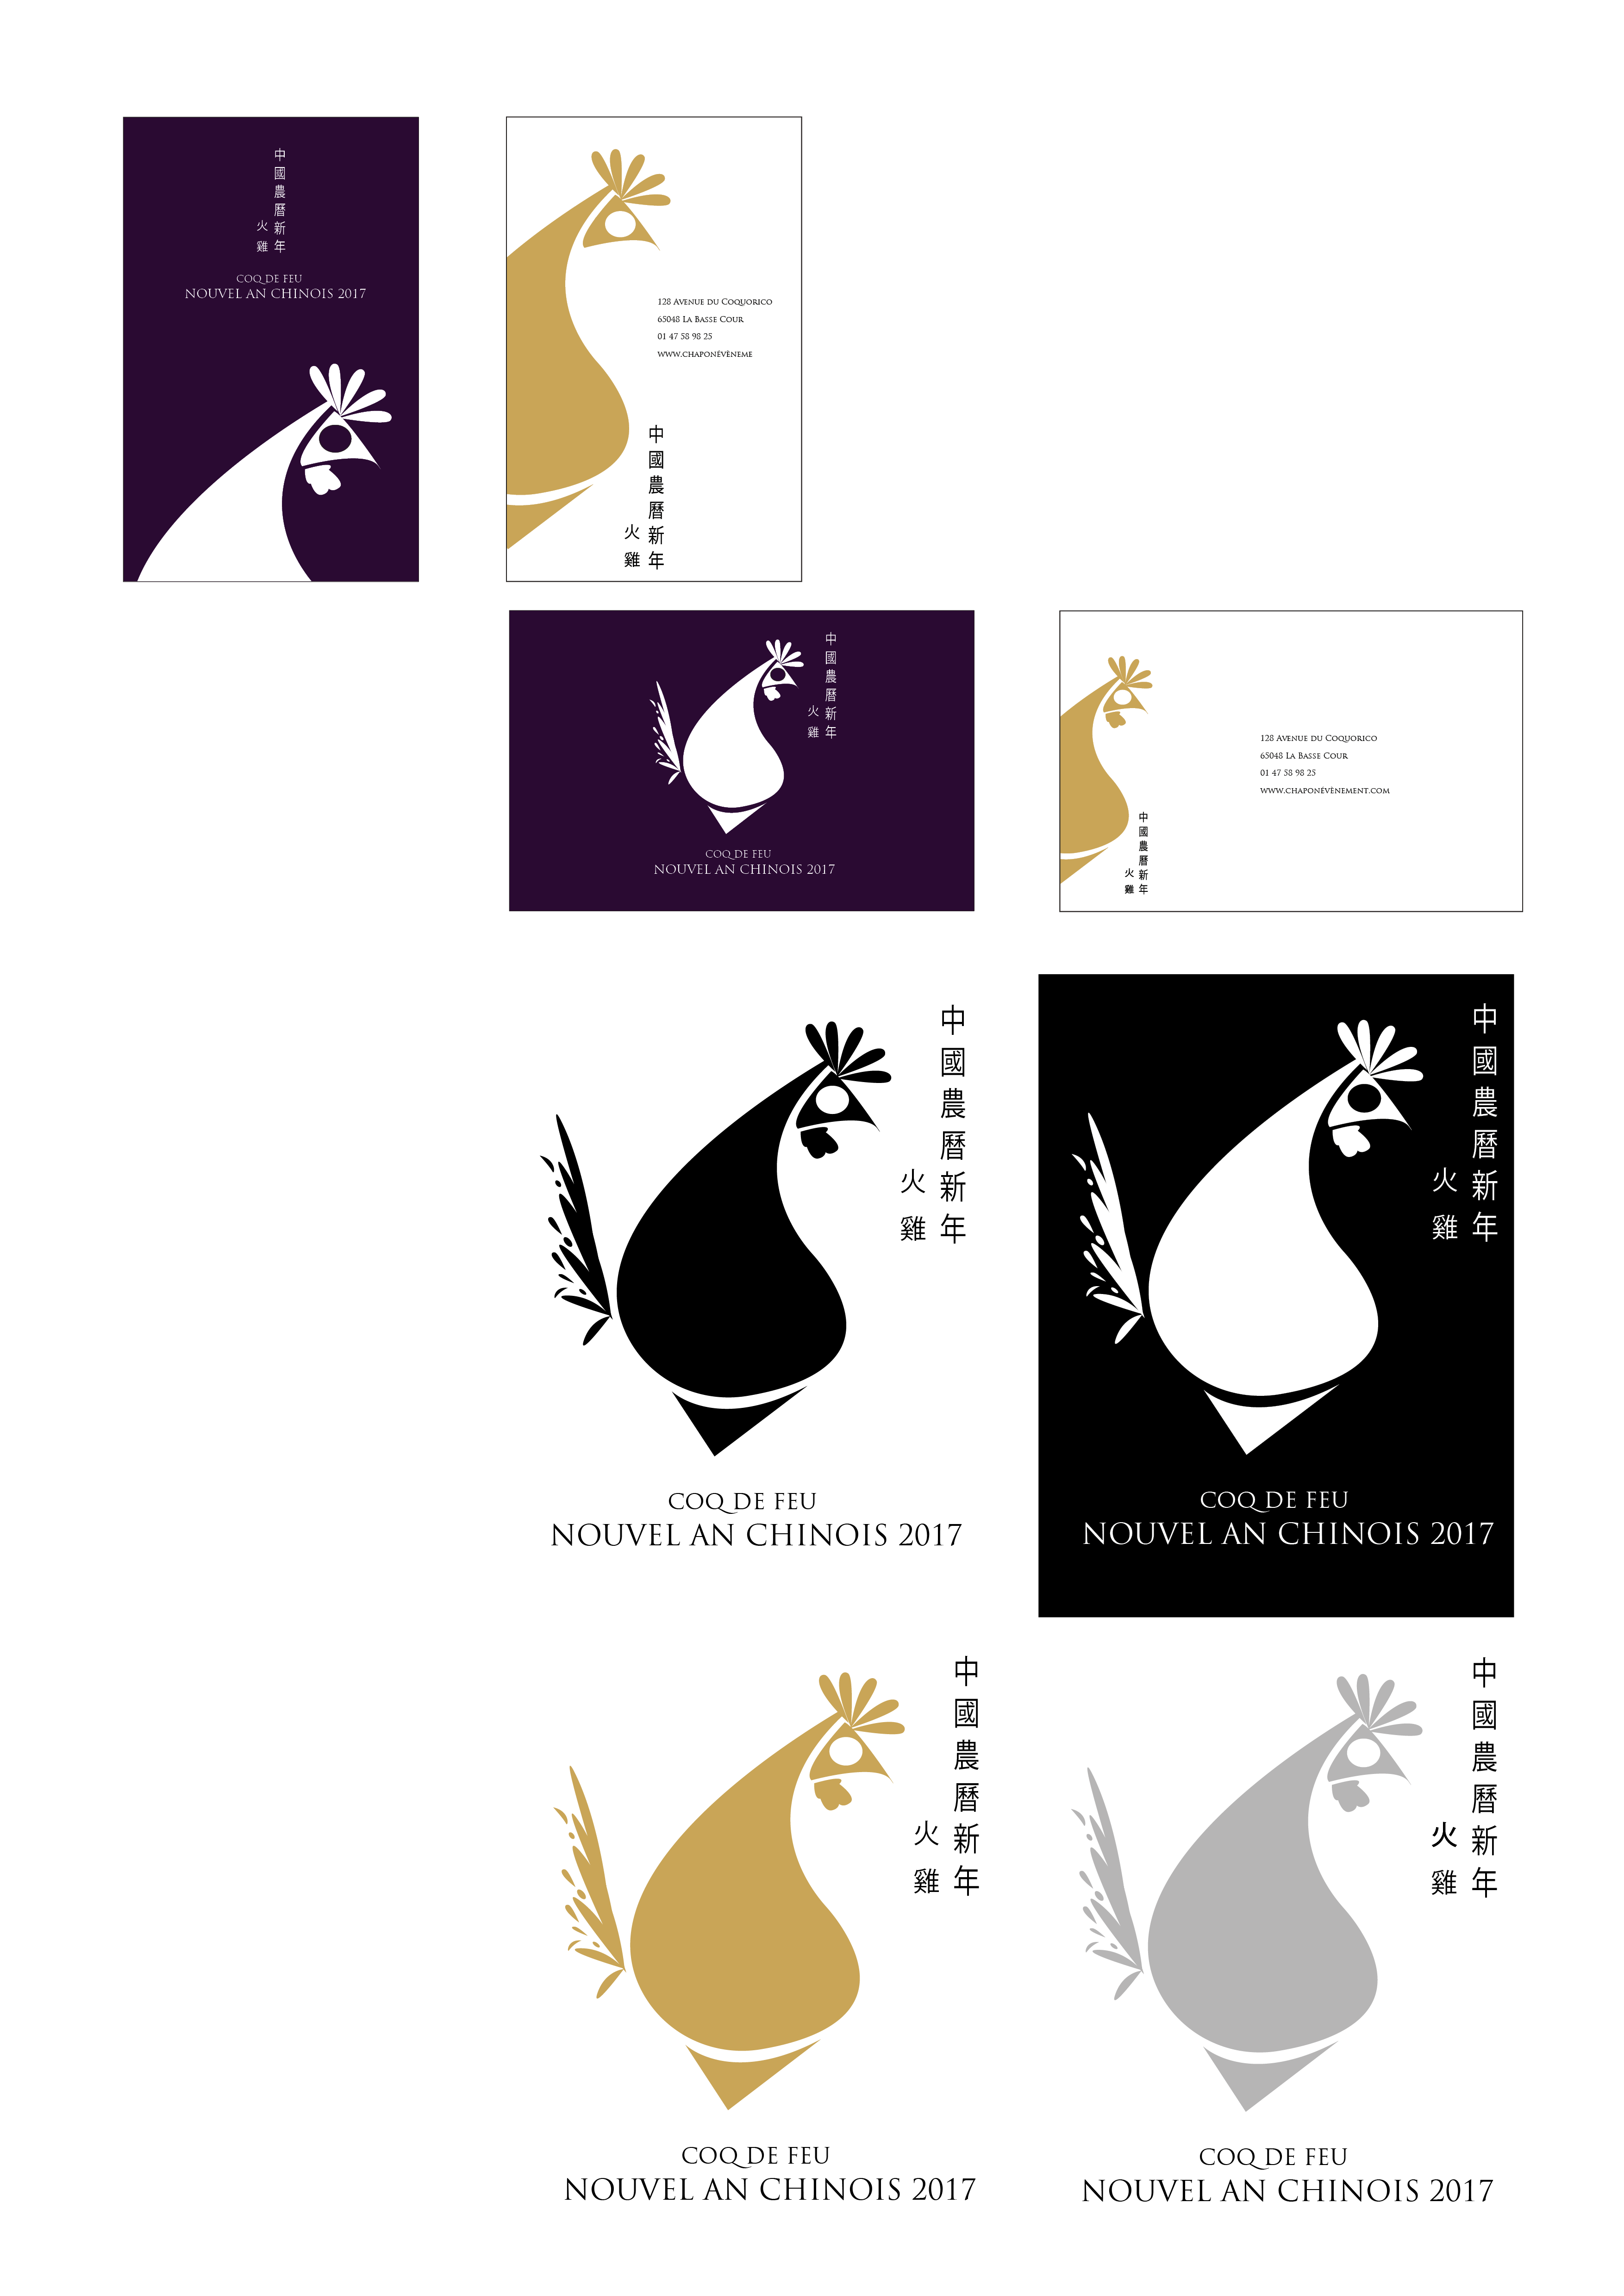 中國農曆新年
火雞
COQ DE FEU
NOUVEL AN CHINOIS 2017
128 Avenue du Coquorico
65048 La Basse Cour
01 47 58 98 25
www.chaponévèneme
中國農曆新年
火雞
中國農曆新年
火雞
COQ DE FEU
NOUVEL AN CHINOIS 2017
128 Avenue du Coquorico
65048 La Basse Cour
01 47 58 98 25
www.chaponévènement.com
中國農曆新年
火雞
中國農曆新年
火雞
COQ DE FEU
NOUVEL AN CHINOIS 2017
中國農曆新年
火雞
COQ DE FEU
NOUVEL AN CHINOIS 2017
中國農曆新年
火雞
COQ DE FEU
NOUVEL AN CHINOIS 2017
中國農曆新年
火雞
COQ DE FEU
NOUVEL AN CHINOIS 2017